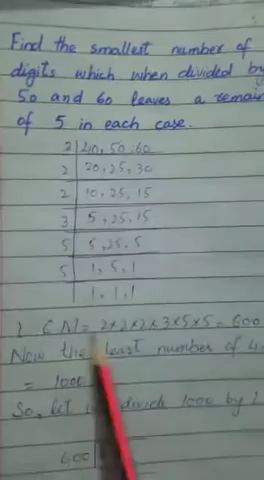 Find the smallest number of
digits which when divided by
50 and 60 leaves a remain
of 5 in each case.
2 | 40, 50, 60
2 | 20, 25, 30
2 | 10, 25, 15
3 | 5, 25, 15
5 | 5, 25, 5
5 | 1, 5, 1
1, 1, 1
= 2×2×2×3×5×5 = 600
Now the least number of 4
= 1000
So, let divide 1000 by
600